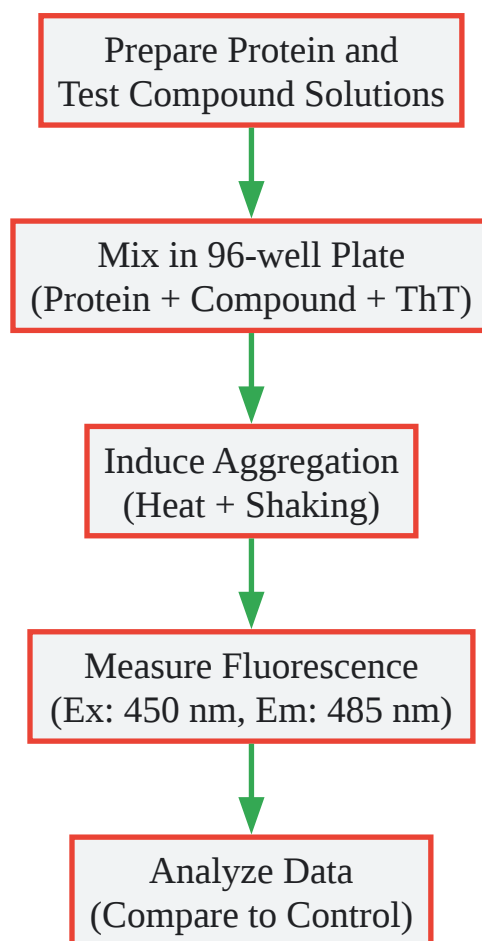 Prepare Protein and
Test Compound Solutions
Mix in 96-well Plate
(Protein + Compound + ThT)
Induce Aggregation
(Heat + Shaking)
Measure Fluorescence
(Ex: 450 nm, Em: 485 nm)
Analyze Data
(Compare to Control)